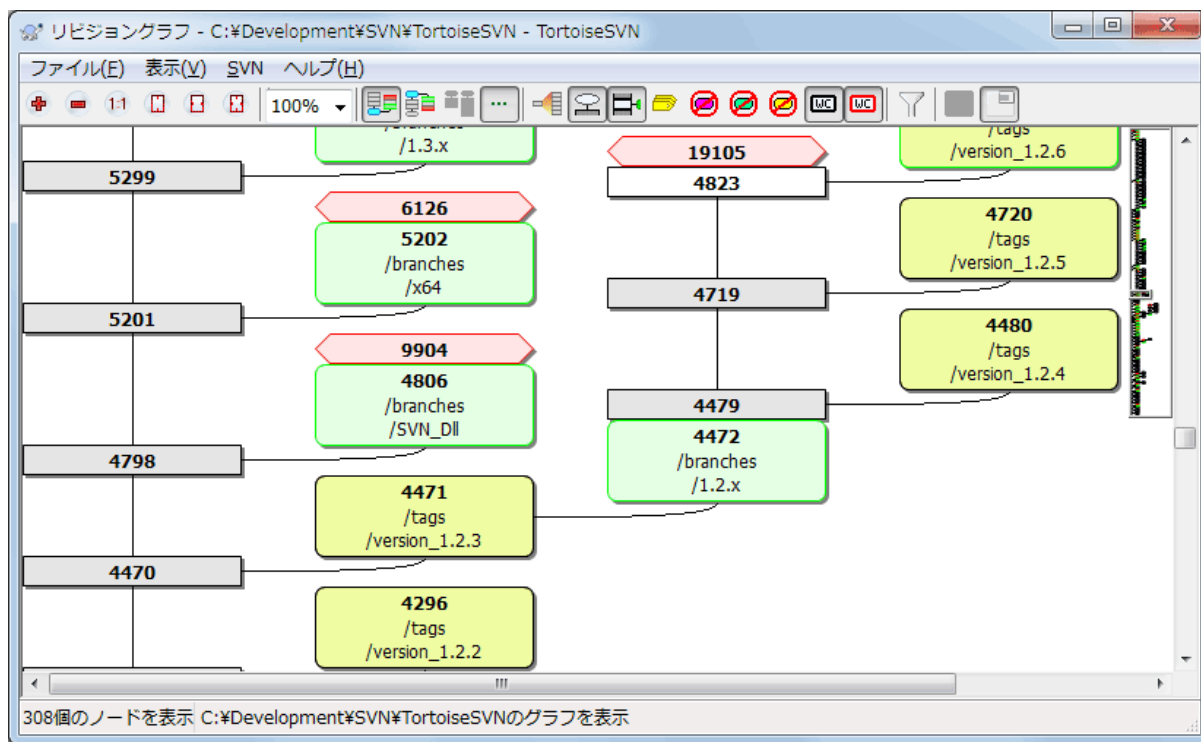 リビジョングラフ - C:¥Development¥SVN¥TortoiseSVN - TortoiseSVN
ファイル(F) 表示(V) SVN ヘルプ(H)
1:1 100% ... WC WC
/branches
/1.3.x
5299
6126
5202
/branches
/x64
5201
9904
4806
/branches
/SVN_Dll
4798
4471
/tags
/version_1.2.3
4470
4296
/tags
/version_1.2.2
19105
4823
4719
4479
4472
/branches
/1.2.x
/tags
/version_1.2.6
4720
/tags
/version_1.2.5
4480
/tags
/version_1.2.4
308個のノードを表示 C:¥Development¥SVN¥TortoiseSVNのグラフを表示